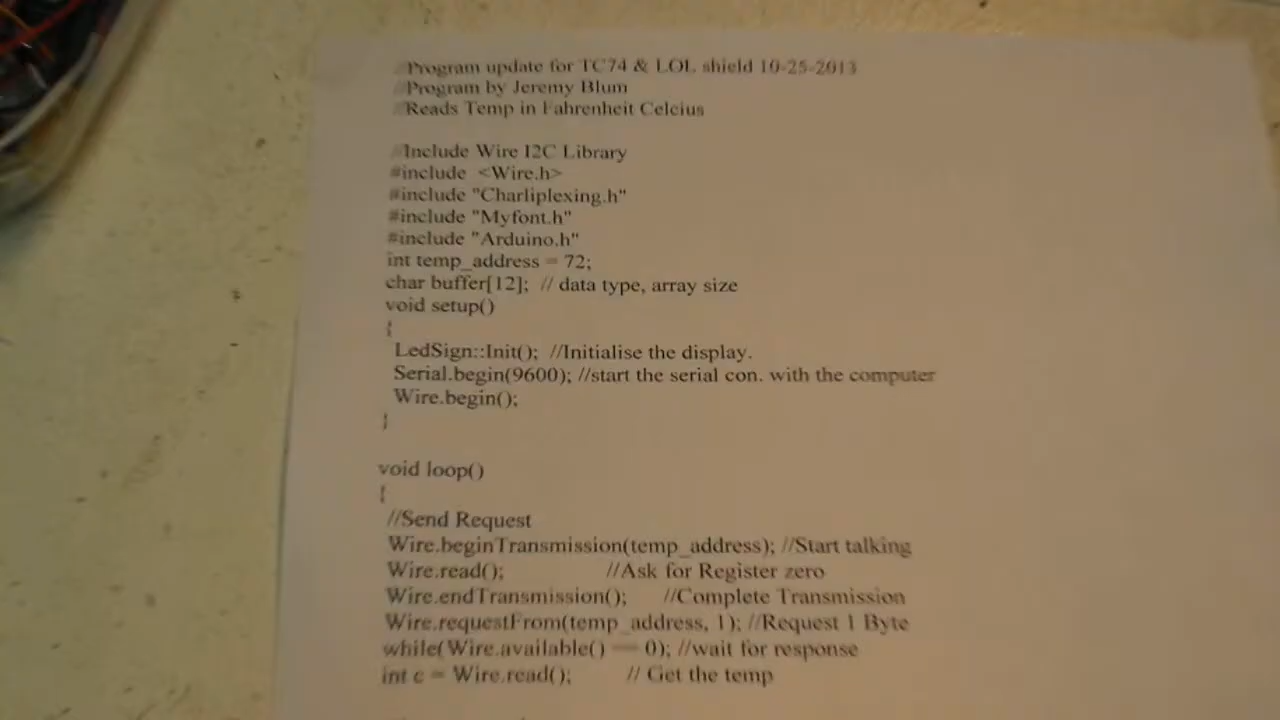 //Program update for TC74 & LOL shield 10-25-2013
//Program by Jeremy Blum
//Reads Temp in Fahrenheit Celcius
//Include Wire I2C Library
#include <Wire.h>
#include "Charliplexing.h"
#include "Myfont.h"
#include "Arduino.h"
int temp_address = 72;
char buffer[12]; // data type, array size
void setup()
{
LedSign::Init(); //Initialise the display.
Serial.begin(9600); //start the serial con. with the computer
Wire.begin();
}
void loop()
{
//Send Request
Wire.beginTransmission(temp_address); //Start talking
Wire.read(); //Ask for Register zero
Wire.endTransmission(); //Complete Transmission
Wire.requestFrom(temp_address, 1); //Request 1 Byte
while(Wire.available() == 0); //wait for response
int c = Wire.read(); // Get the temp